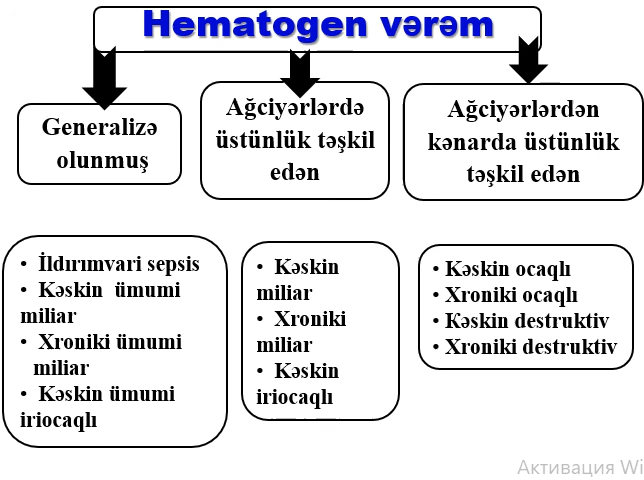 Hematogen vərəm
Generalizə
olunmuş
Ağciyərlərdə
üstünlük təşkil
edən
Ağciyərlərdən
kənarda üstünlük
təşkil edən
• İldırımvari sepsis
• Kəskin ümumi
miliar
• Xroniki ümumi
miliar
• Kəskin ümumi
iriocaqlı
• Kəskin
miliar
• Xroniki
miliar
• Kəskin
iriocaqlı
• Kəskin ocaqlı
• Xroniki ocaqlı
• Kəskin destruktiv
• Xroniki destruktiv
Активация Wi